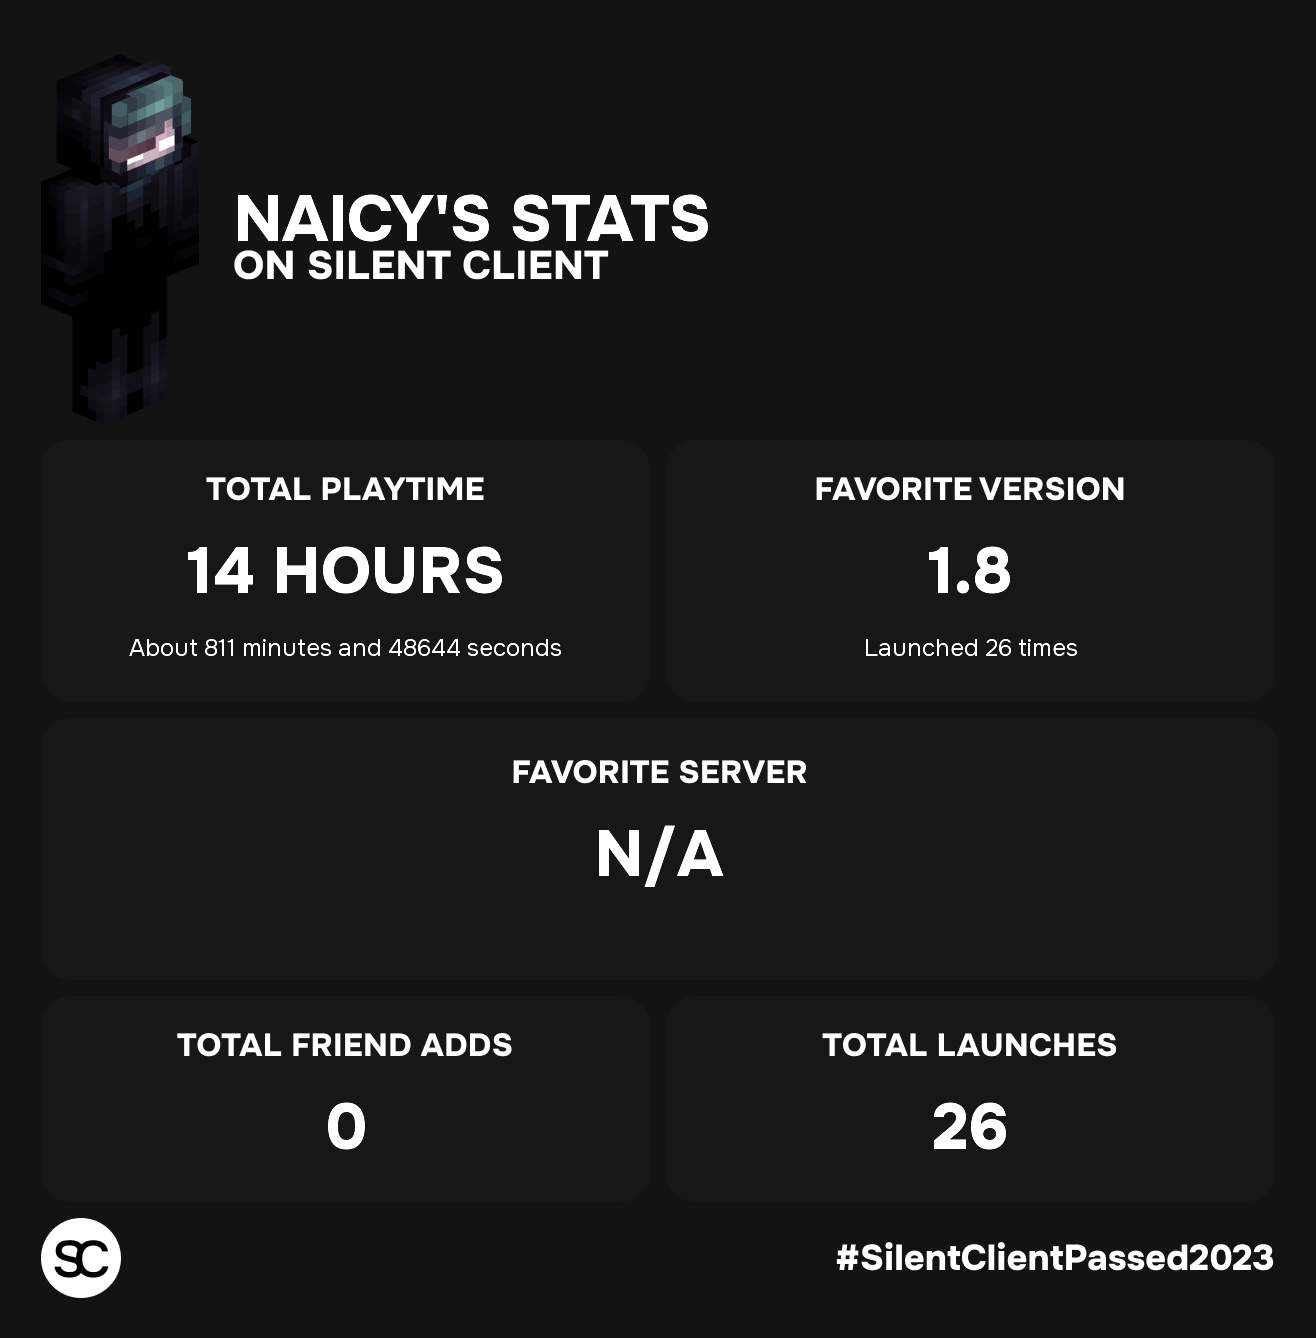 NAICY'S STATS
ON SILENT CLIENT
TOTAL PLAYTIME
14 HOURS
About 811 minutes and 48644 seconds
FAVORITE VERSION
1.8
Launched 26 times
FAVORITE SERVER
N/A
TOTAL FRIEND ADDS
0
TOTAL LAUNCHES
26
SC
#SilentClientPassed2023